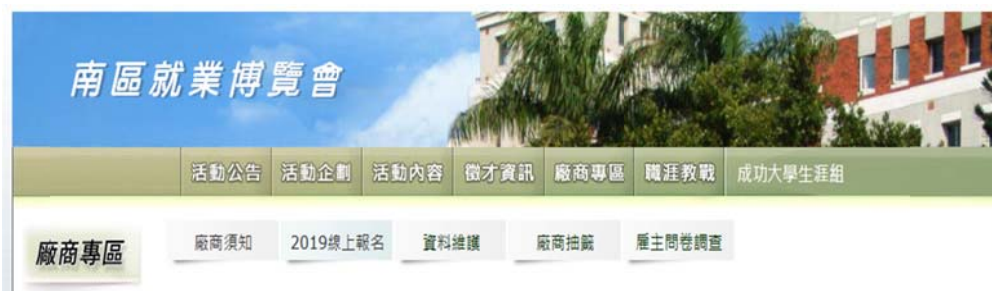 南區就業博覽會
活動公告 活動企劃 活動內容 徵才資訊 廠商專區 職涯教戰 成功大學生涯組
廠商專區 廠商須知 2019線上報名 資料維護 廠商抽籤 雇主問卷調查